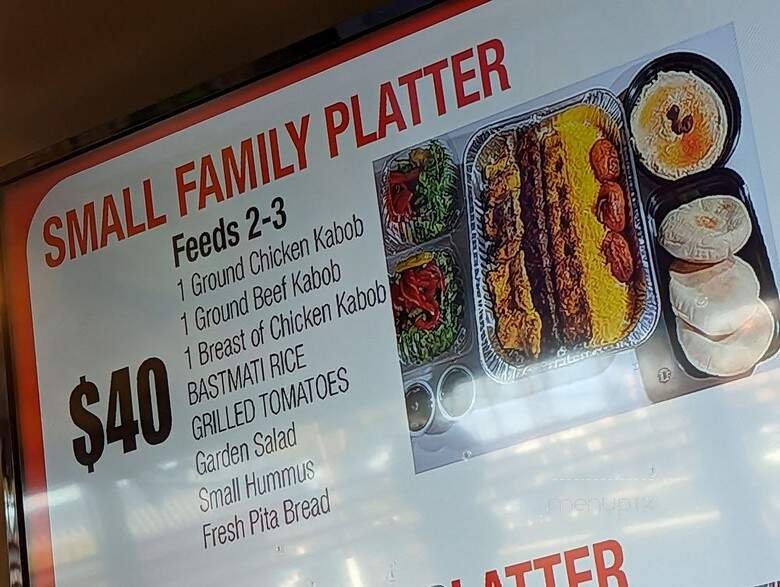 SMALL FAMILY PLATTER
Feeds 2-3
1 Ground Chicken Kabob
1 Ground Beef Kabob
1 Breast of Chicken Kabob
$40
BASTMATI RICE
GRILLED TOMATOES
Garden Salad
Small Hummus
Fresh Pita Bread
menupix
PLATTER